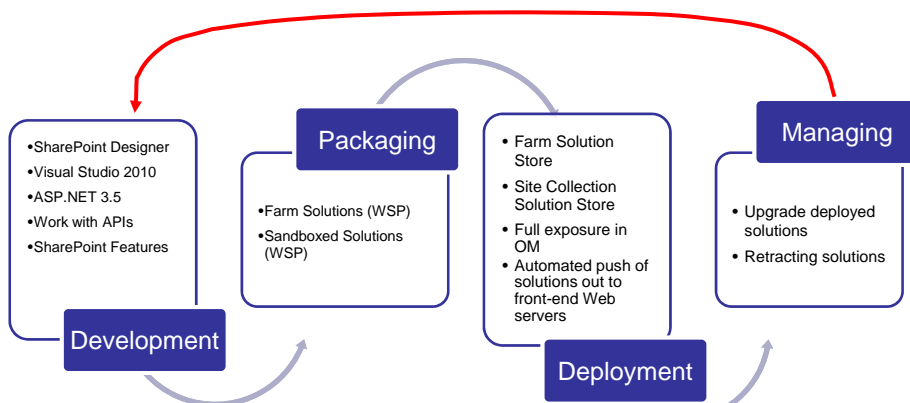 •SharePoint Designer
•Visual Studio 2010
•ASP.NET 3.5
•Work with APIs
•SharePoint Features
Development
Packaging
•Farm Solutions (WSP)
•Sandboxed Solutions
(WSP)
• Farm Solution
Store
• Site Collection
Solution Store
• Full exposure in
OM
• Automated push of
solutions out to
front-end Web
servers
Deployment
Managing
• Upgrade deployed
solutions
• Retracting solutions